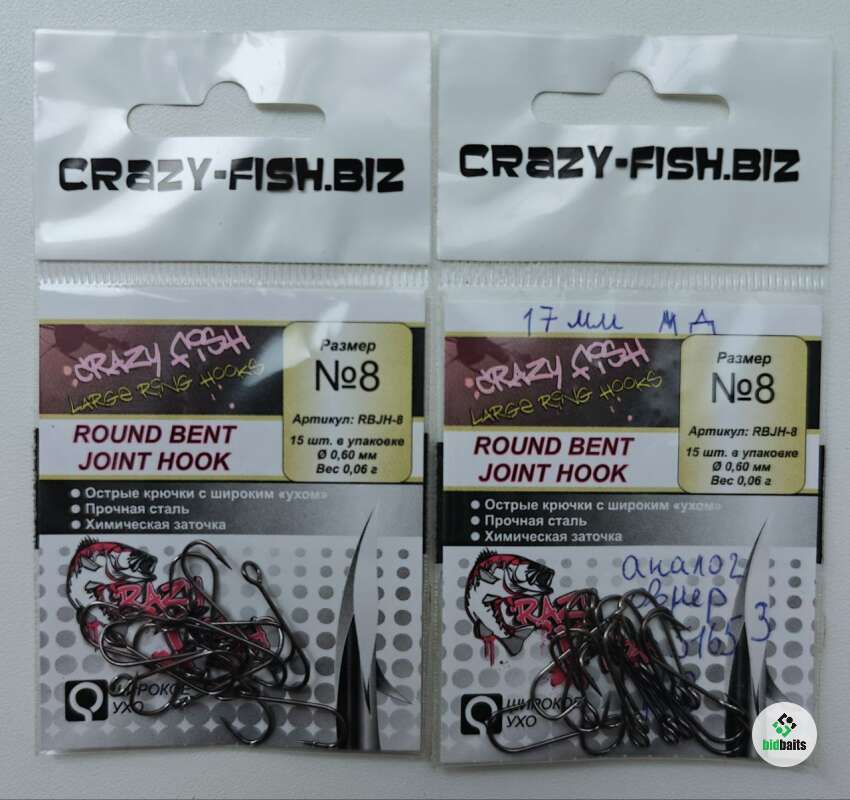 CRAZY-FISH.BIZ
CRAZY FISH
LARGE RING HOOKS
Размер
№8
Артикул: RBJH-8
15 шт. в упаковке
Ø 0,60 мм
Вес 0,06 г
ROUND BENT
JOINT HOOK
● Острые крючки с широким «ухом»
● Прочная сталь
● Химическая заточка
ШИРОКОЕ
УХО
CRAZY-FISH.BIZ
17 мм МД
CRAZY FISH
LARGE RING HOOKS
Размер
№8
Артикул: RBJH-8
15 шт. в упаковке
Ø 0,60 мм
Вес 0,06 г
ROUND BENT
JOINT HOOK
● Острые крючки с широким «ухом»
● Прочная сталь
● Химическая заточка
аналог
5165 3
ШИРОКОЕ
УХО
bidbaits